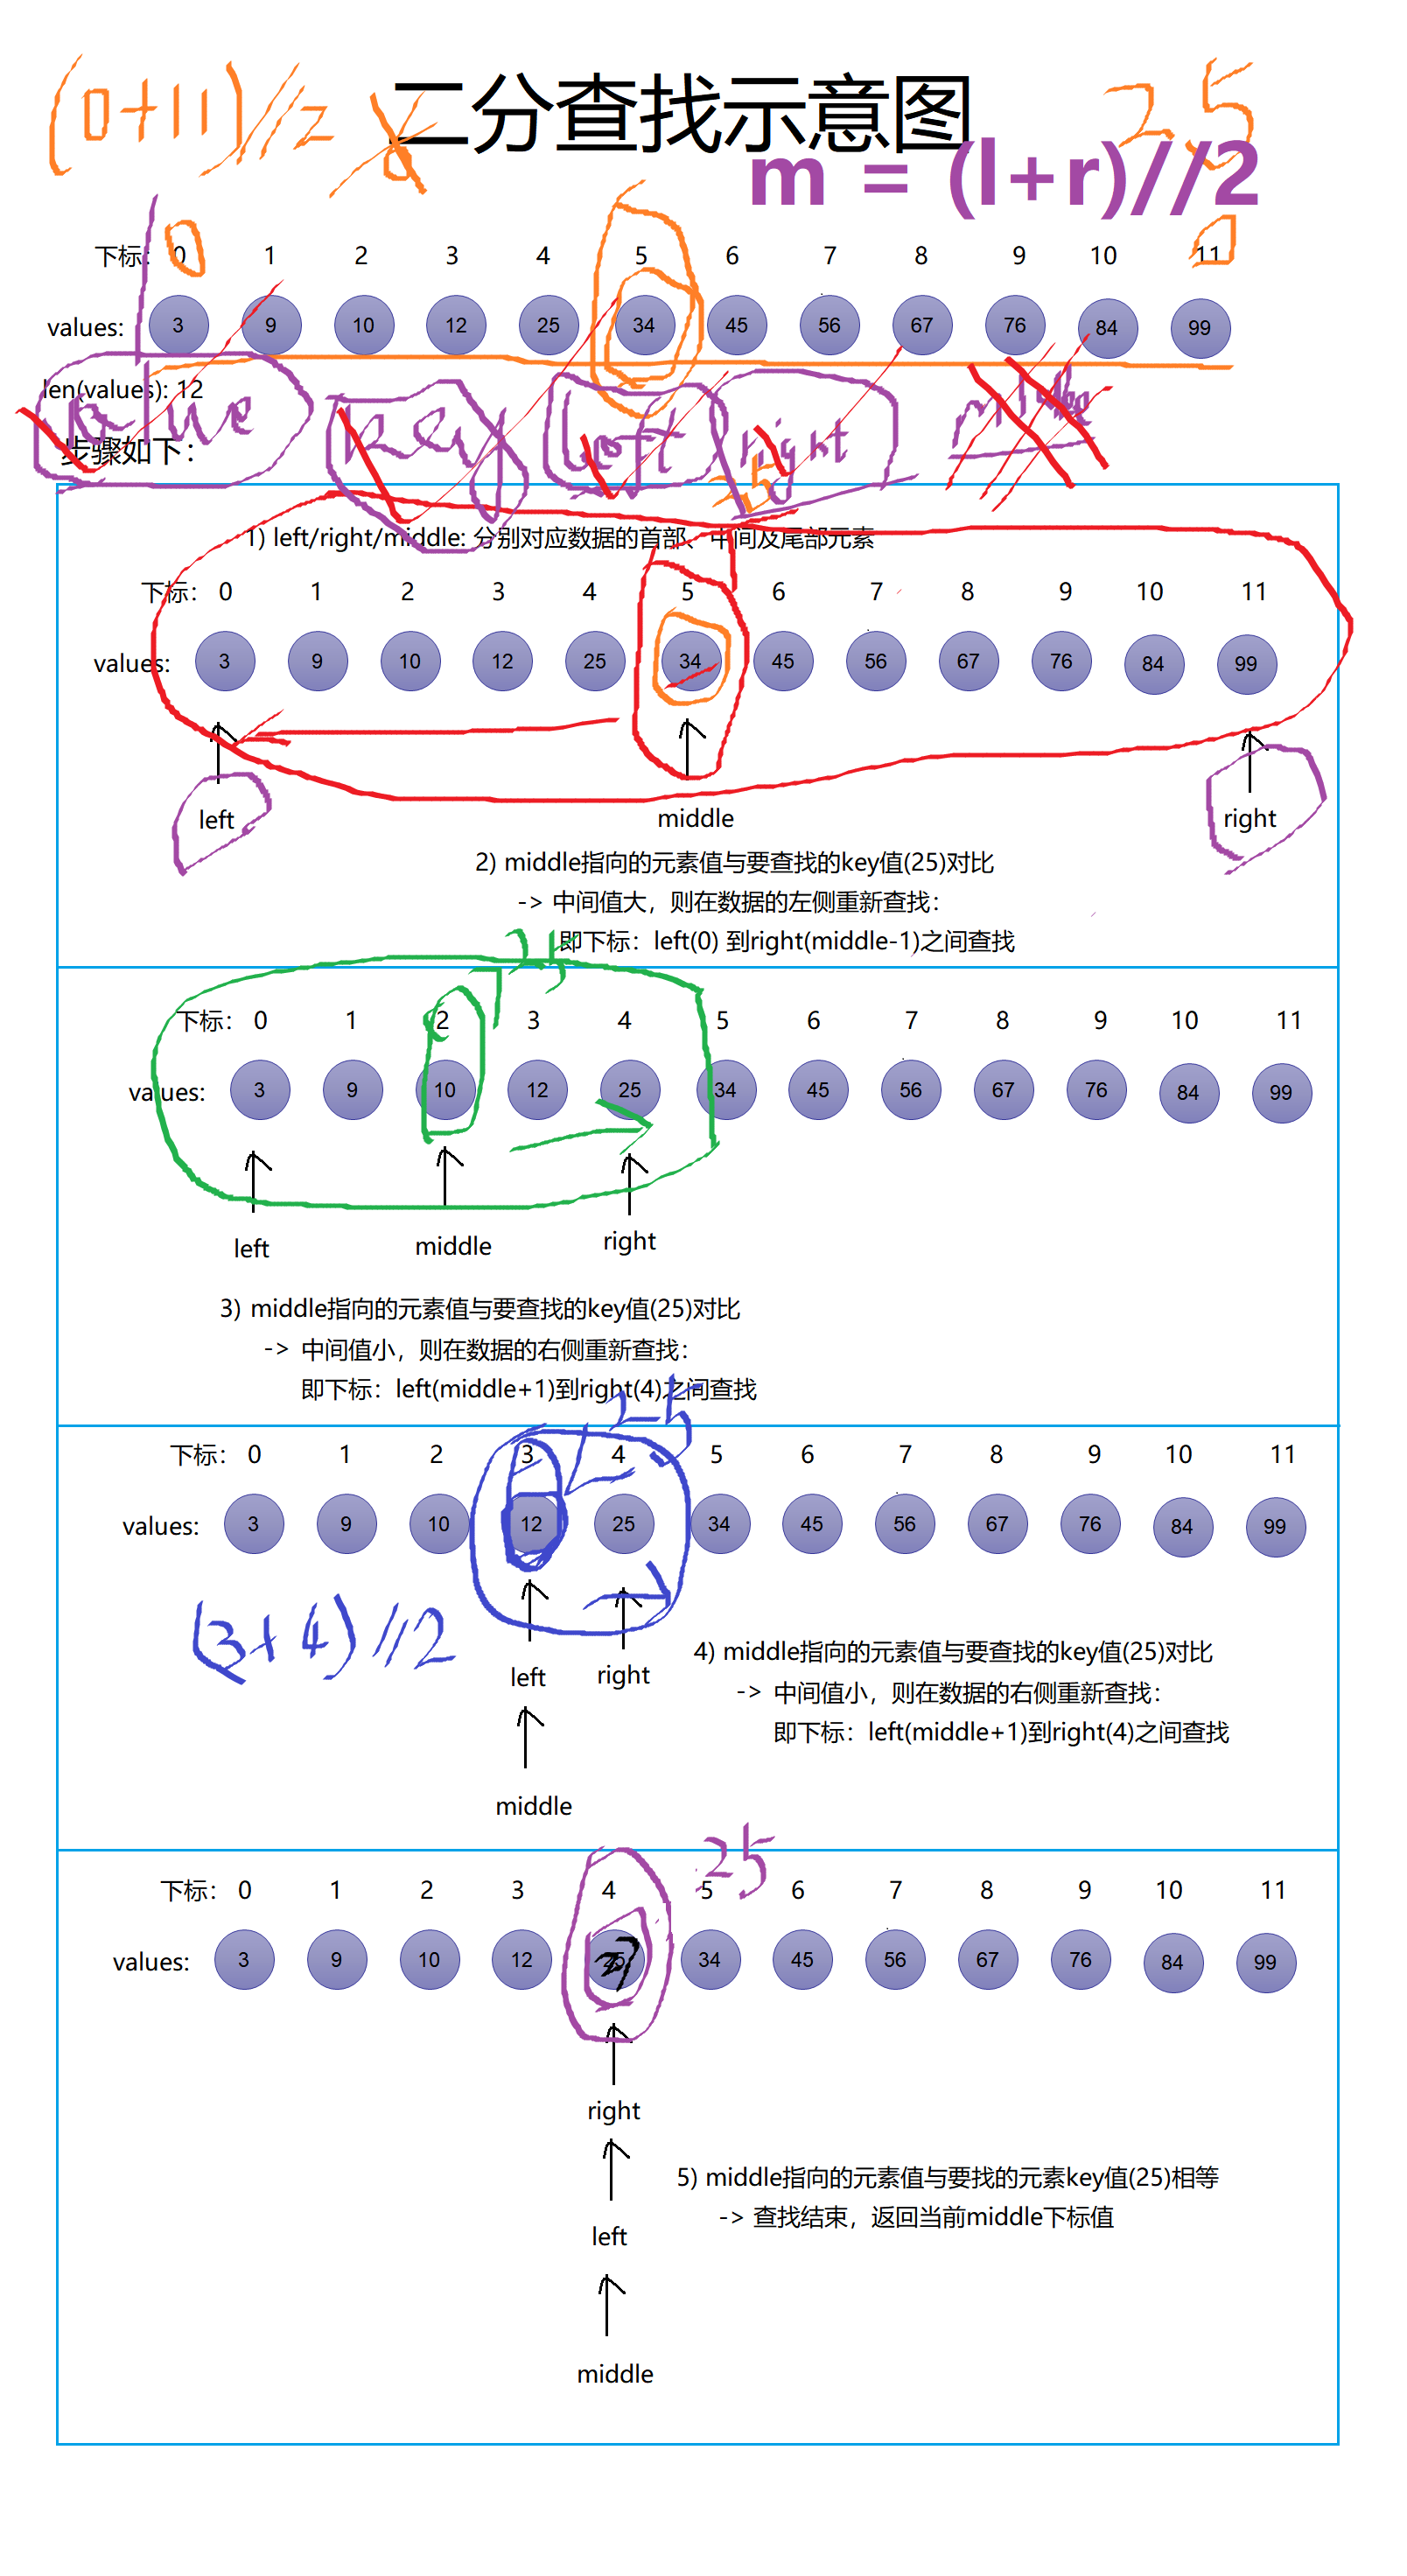 (0+11)//2
二分查找示意图
25
m = (l+r)//2
下标: 0 1 2 3 4 5 6 7 8 9 10 11
values: 3 9 10 12 25 34 45 56 67 76 84 99
len(values): 12
value key left right
步骤如下：
25
1) left/right/middle: 分别对应数据的首部、中间及尾部元素
下标： 0 1 2 3 4 5 6 7 8 9 10 11
values: 3 9 10 12 25 34 45 56 67 76 84 99
left middle right
2) middle指向的元素值与要查找的key值(25)对比
-> 中间值大，则在数据的左侧重新查找：
即下标：left(0) 到right(middle-1)之间查找
25
下标： 0 1 2 3 4 5 6 7 8 9 10 11
values: 3 9 10 12 25 34 45 56 67 76 84 99
left middle right
3) middle指向的元素值与要查找的key值(25)对比
-> 中间值小，则在数据的右侧重新查找：
即下标：left(middle+1)到right(4)之间查找
<25
下标： 0 1 2 3 4 5 6 7 8 9 10 11
values: 3 9 10 12 25 34 45 56 67 76 84 99
(3+4)//2
left right
4) middle指向的元素值与要查找的key值(25)对比
-> 中间值小，则在数据的右侧重新查找：
即下标：left(middle+1)到right(4)之间查找
middle
25
下标： 0 1 2 3 4 5 6 7 8 9 10 11
values: 3 9 10 12 25 34 45 56 67 76 84 99
right
5) middle指向的元素值与要找的元素key值(25)相等
-> 查找结束，返回当前middle下标值
left
middle